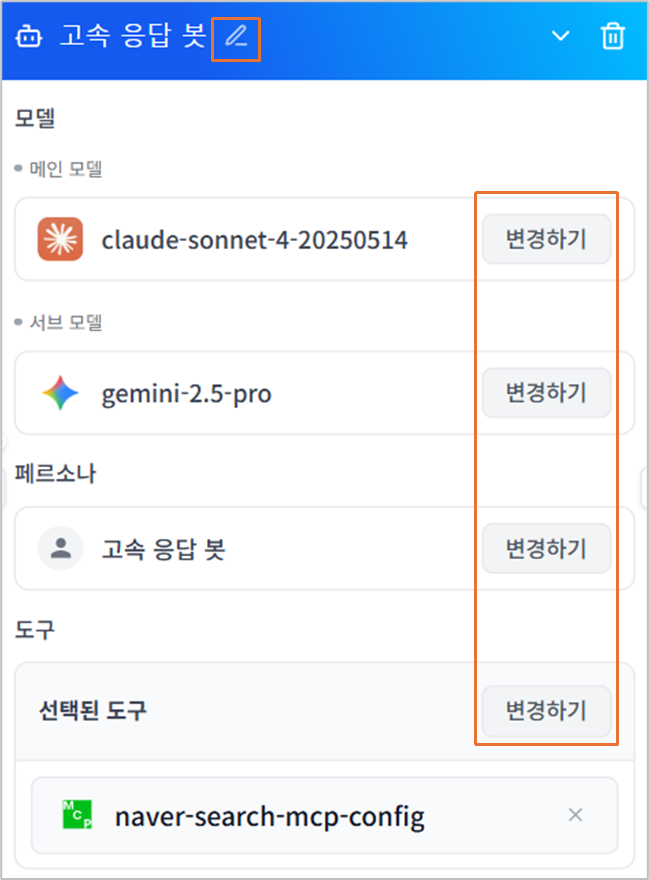 고속 응답 봇
모델
메인 모델
claude-sonnet-4-20250514
변경하기
서브 모델
gemini-2.5-pro
변경하기
페르소나
고속 응답 봇
변경하기
도구
선택된 도구
변경하기
MCP
naver-search-mcp-config